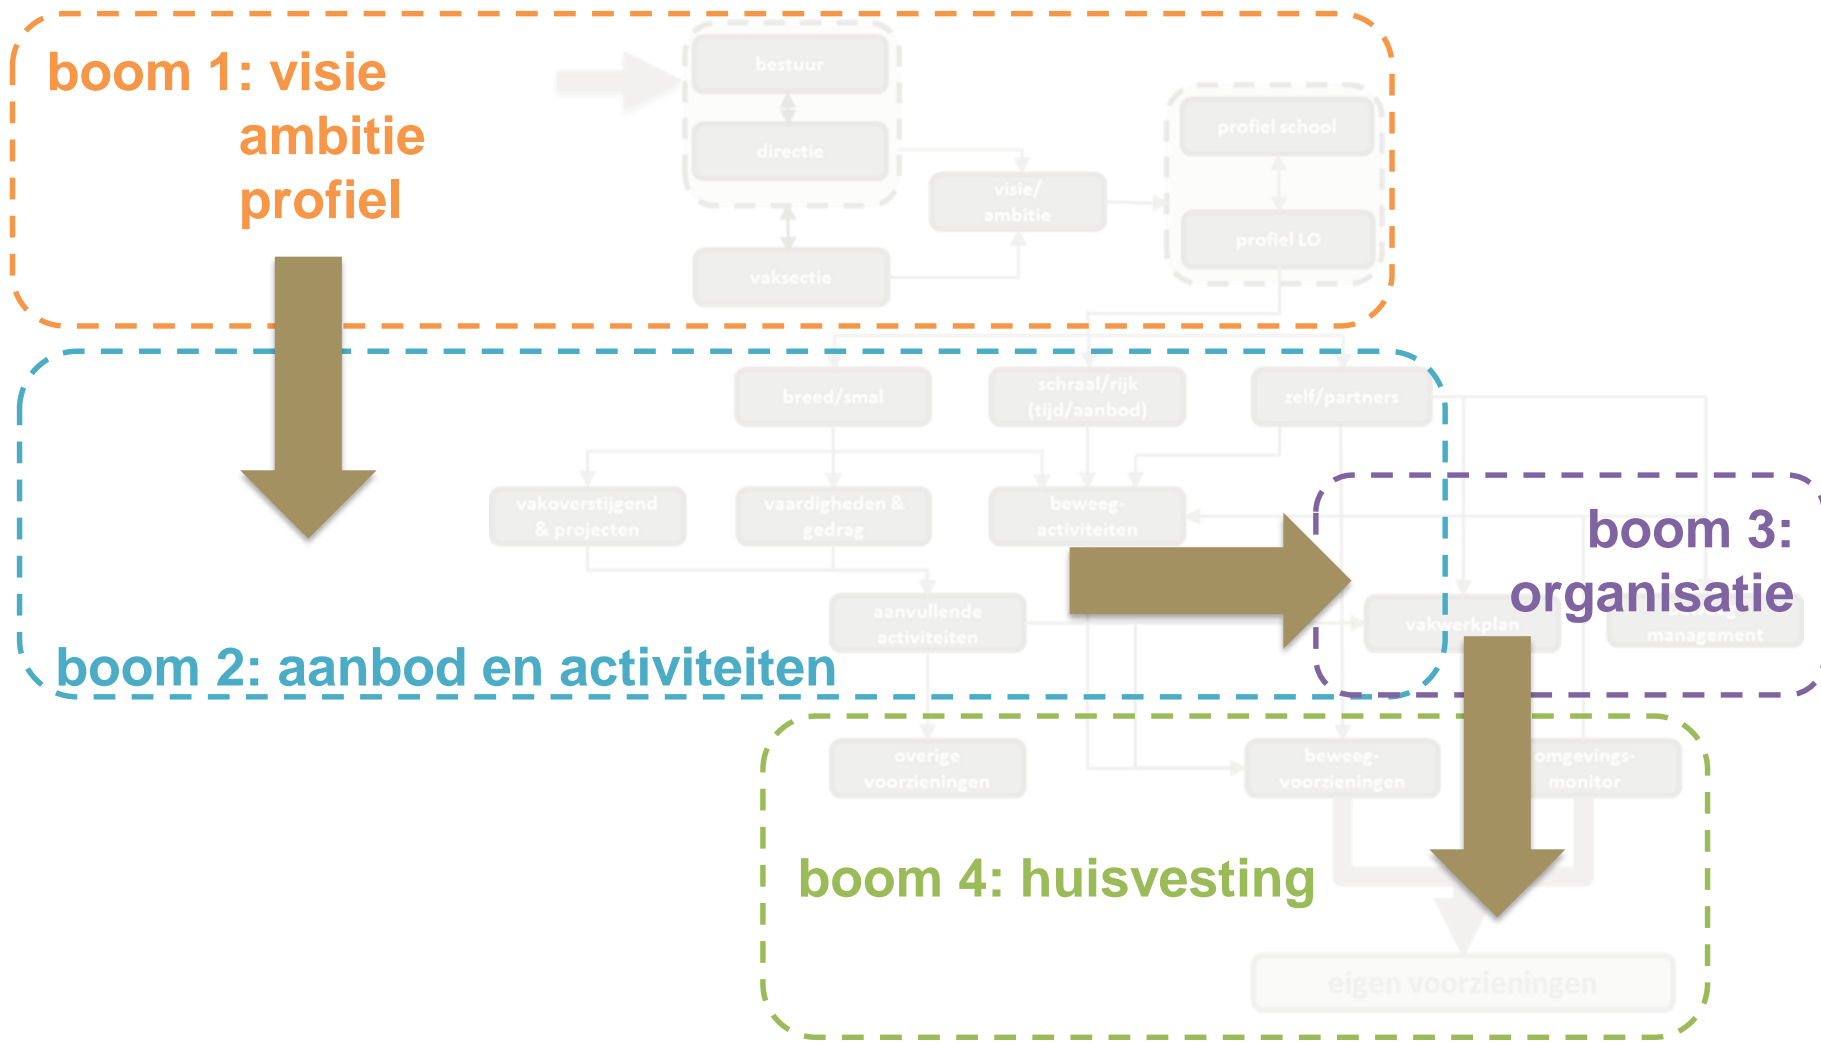 boom 1: visie
ambitie
profiel
bestuur
directie
vaksectie
visie/
ambitie
profiel school
profiel LO
breed/smal
schraal/rijk
(tijd/aanbod)
zelf/partners
vakoverstijgend
& projecten
vaardigheden &
gedrag
beweeg-
activiteiten
boom 3:
organisatie
aanvullende
activiteiten
vakwerkplan
management
boom 2: aanbod en activiteiten
overige
voorzieningen
beweeg-
voorzieningen
omgevings-
monitor
boom 4: huisvesting
eigen voorzieningen